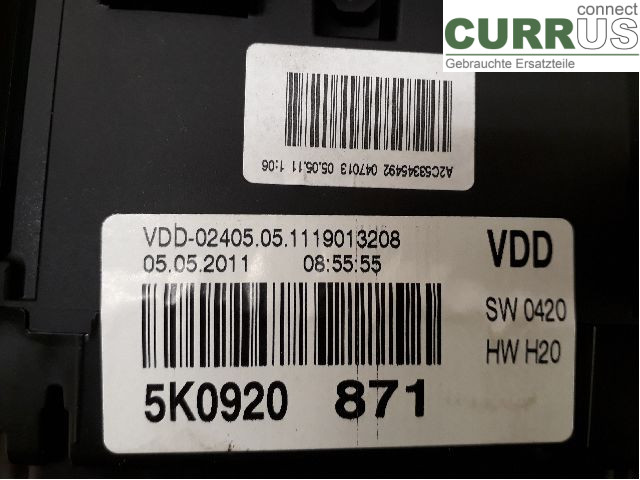 connect
CURRUS
Gebrauchte Ersatzteile
A2C53345492 047013 05.05.11 1:06
VDD-02405.05.1119013208
05.05.2011 08:55:55
VDD
SW 0420
HW H20
5K0920 871